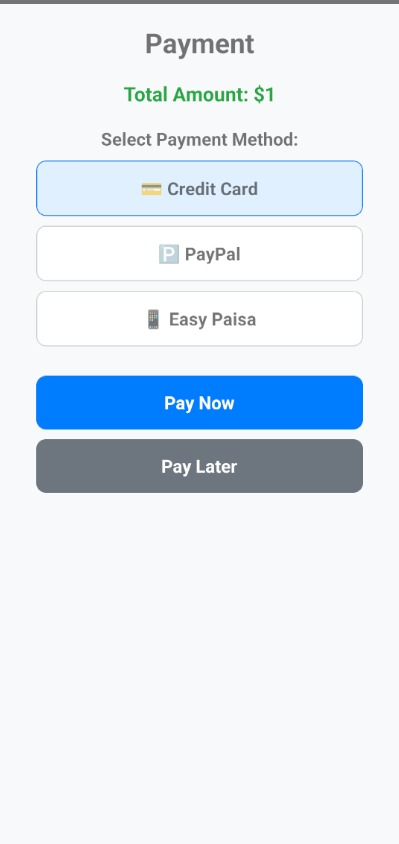 Payment
Total Amount: $1
Select Payment Method:
💳 Credit Card
🅿️ PayPal
📱 Easy Paisa
Pay Now
Pay Later